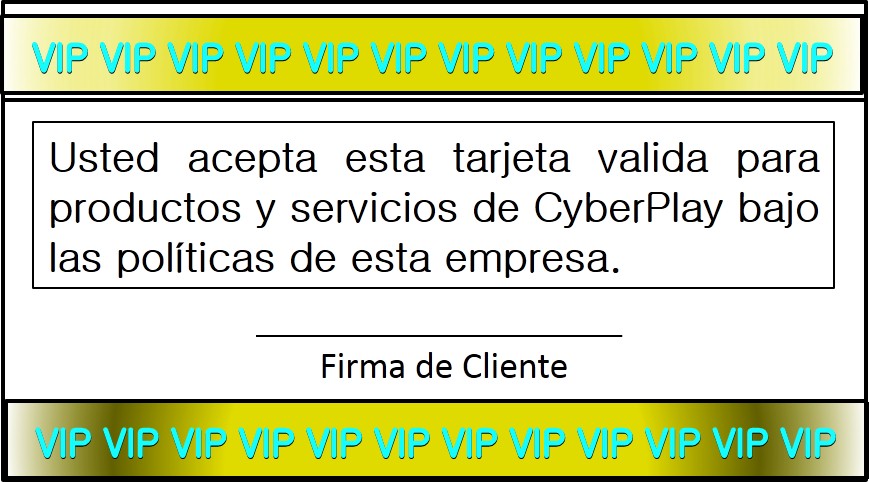 VIP VIP VIP VIP VIP VIP VIP VIP VIP VIP VIP VIP
Usted acepta esta tarjeta valida para
productos y servicios de CyberPlay bajo
las políticas de esta empresa.
Firma de Cliente
VIP VIP VIP VIP VIP VIP VIP VIP VIP VIP VIP VIP